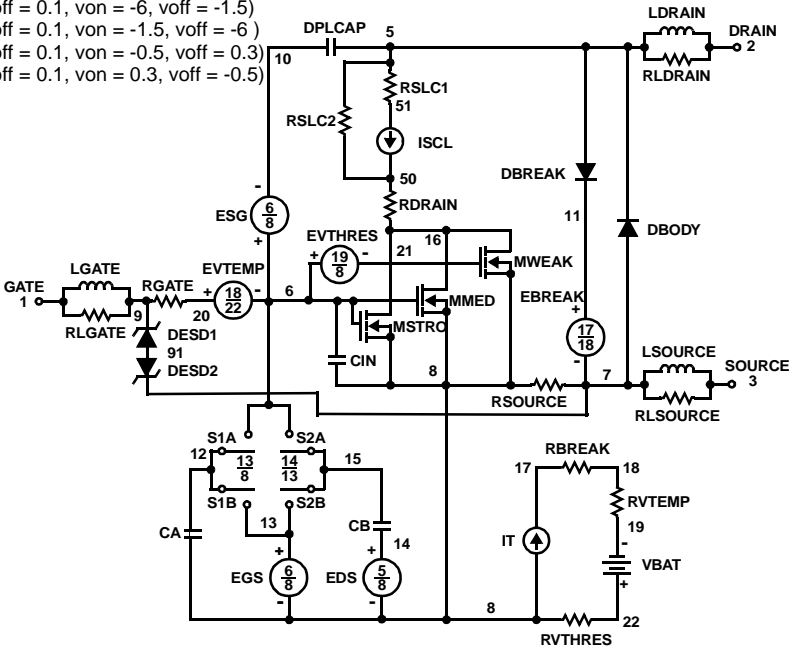 off = 0.1, von = -6, voff = -1.5)
off = 0.1, von = -1.5, voff = -6 )
off = 0.1, von = -0.5, voff = 0.3)
off = 0.1, von = 0.3, voff = -0.5)
DPLCAP
5
10
LDRAIN
DRAIN
2
RLDRAIN
RSLC1
51
RSLC2
ISCL
50
DBREAK
RDRAIN
-
ESG
6
8
+
11
DBODY
EVTHRES
16
21
+
19
8
-
MWEAK
LGATE
GATE
1
RLGATE
9
RGATE
20
EVTEMP
+
18
22
-
6
MMED
EBREAK
+
17
18
-
MSTRO
DESD1
91
DESD2
CIN
8
7
RSOURCE
LSOURCE
SOURCE
3
RLSOURCE
S1A
S2A
12
13
8
14
13
15
S1B
S2B
13
CA
CB
14
+
EGS
6
8
-
+
EDS
5
8
-
RBREAK
17
18
RVTEMP
19
IT
-
VBAT
+
8
22
RVTHRES